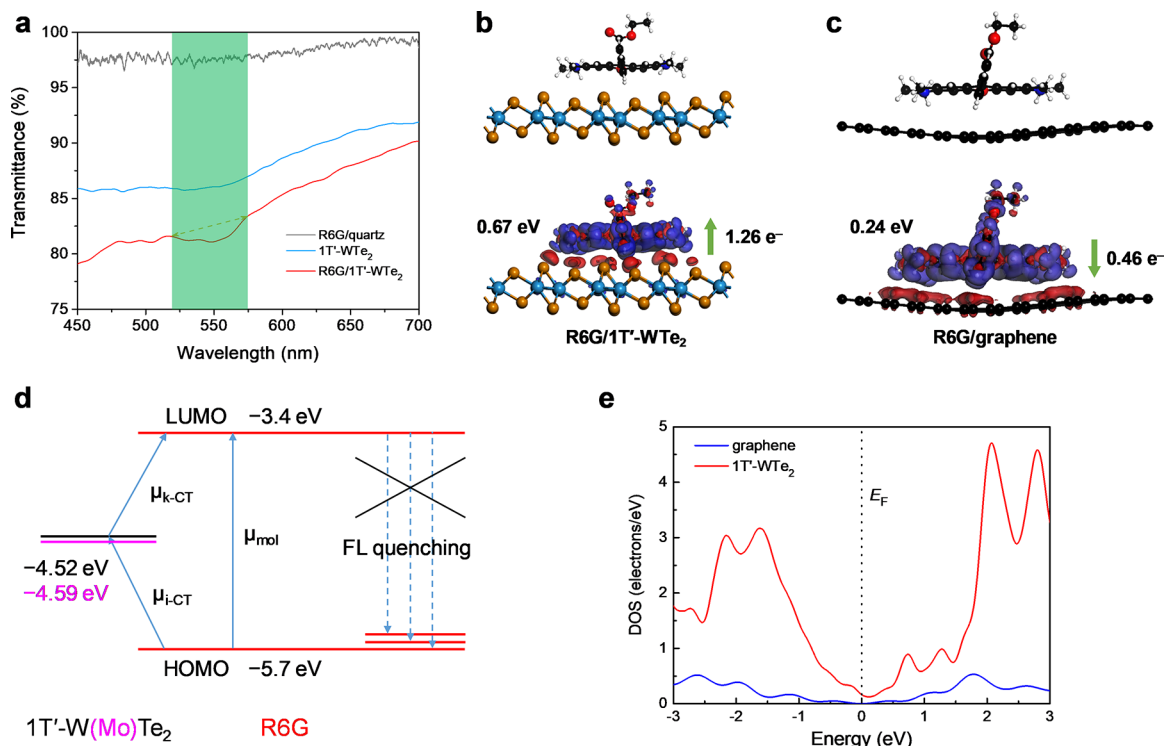 a
100
97.5
95
90
85
80
75
Transmittance (%)
R6G/quartz
1T′-WTe₂
R6G/1T′-WTe₂
450
500
550
600
650
700
Wavelength (nm)
b
0.67 eV
1.26 e⁻
R6G/1T′-WTe₂
c
0.24 eV
0.46 e⁻
R6G/graphene
d
LUMO −3.4 eV
μk-CT
μmol
FL quenching
−4.52 eV
−4.59 eV
μi-CT
HOMO −5.7 eV
1T′-W(Mo)Te₂
R6G
e
5
4
3
2
1
0
DOS (electrons/eV)
graphene
1T′-WTe₂
EF
-3
-2
-1
0
1
2
3
Energy (eV)